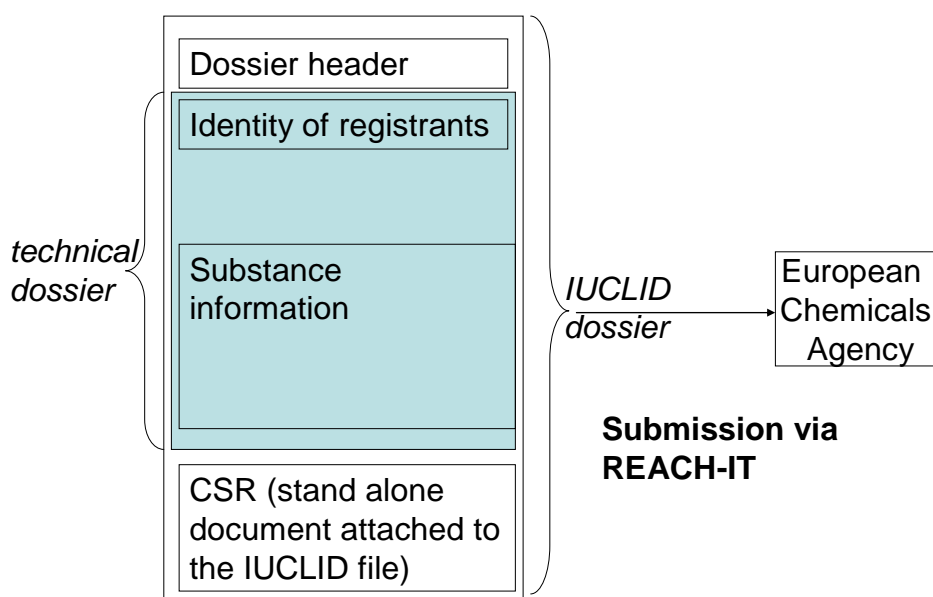 Dossier header
Identity of registrants
technical
dossier
Substance
information
IUCLID
dossier
European
Chemicals
Agency
Submission via
REACH-IT
CSR (stand alone
document attached to
the IUCLID file)